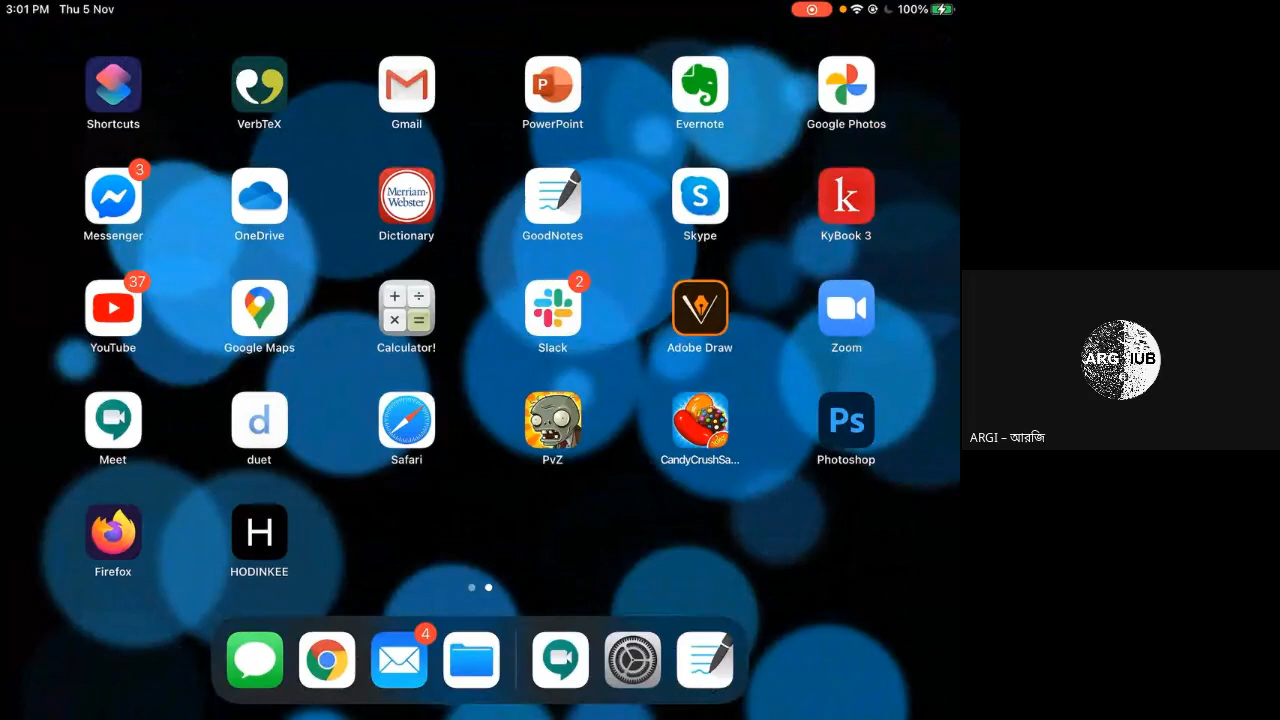 3:01 PM Thu 5 Nov 100%
Shortcuts VerbTeX Gmail PowerPoint Evernote Google Photos
3
Merriam-
Webster
k
Messenger OneDrive Dictionary GoodNotes Skype KyBook 3
37 2
YouTube Google Maps Calculator! Slack Adobe Draw Zoom
d Ps
Meet duet Safari PvZ CandyCrushSa... Photoshop
H
Firefox HODINKEE
4
ARG IUB
ARGI – আরজি